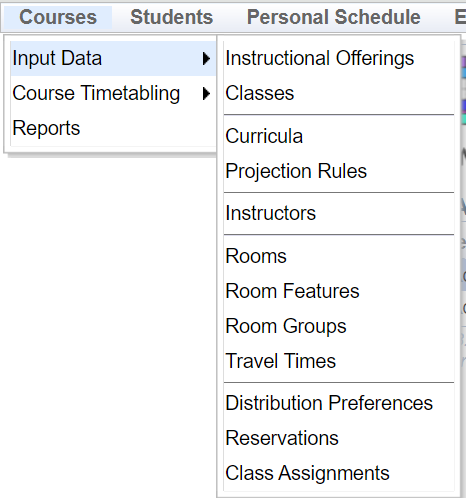 Courses Students Personal Schedule
Input Data
Course Timetabling
Reports
Instructional Offerings
Classes
Curricula
Projection Rules
Instructors
Rooms
Room Features
Room Groups
Travel Times
Distribution Preferences
Reservations
Class Assignments